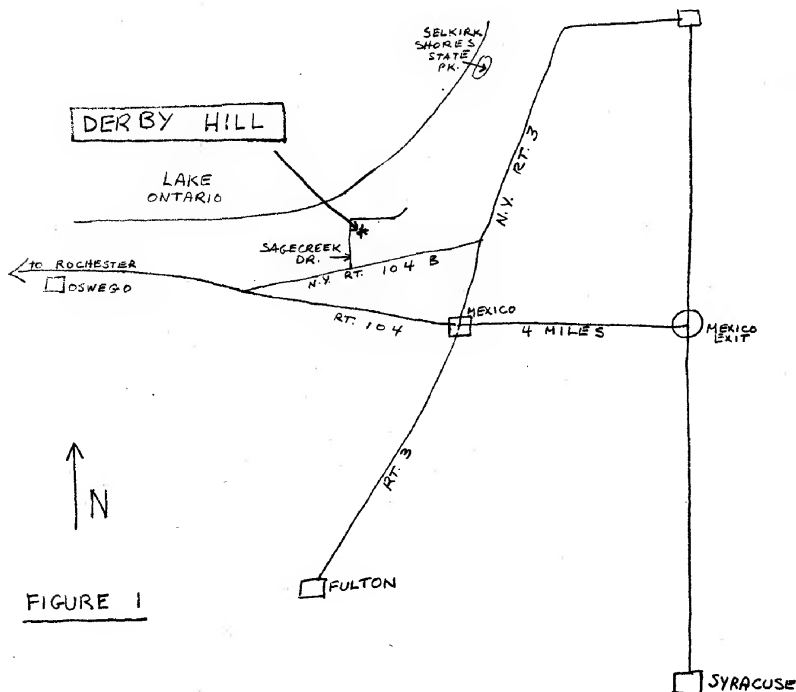 SELKIRK
SHORES
STATE
PK.
DERBY HILL
LAKE
ONTARIO
N.Y. RT. 3
SAGECREEK
DR.
TO ROCHESTER
N.Y. RT. 104 B
OSWEGO
RT. 104
MEXICO
4 MILES
MEXICO
EXIT
RT. 3
N
FULTON
FIGURE 1
SYRACUSE